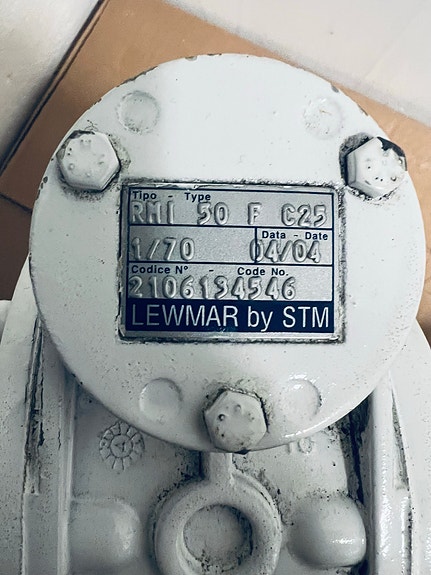 Tipo - Type
RMI 50 F C25
Data - Date
1/70 04/04
Codice N° - Code No.
2106134546
LEWMAR by STM